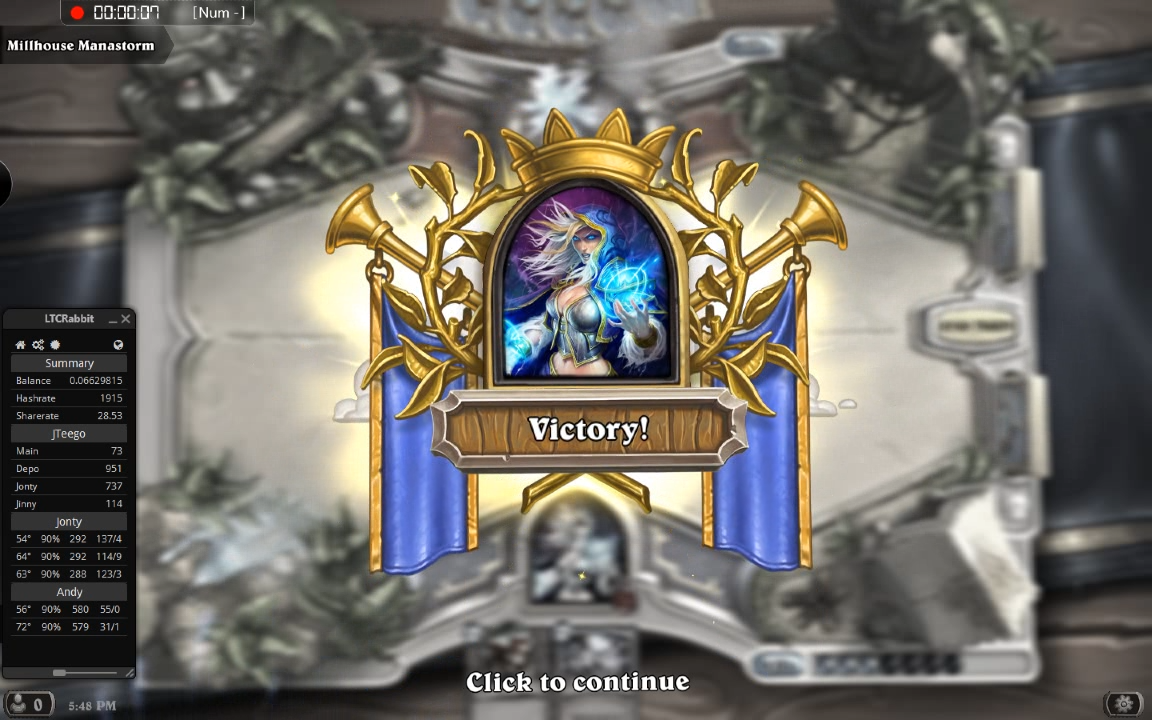 00:00:07 [Num -]
Millhouse Manastorm
Victory!
LTCRabbit
Summary
Balance 0.06629815
Hashrate 1915
Sharerate 28.53
JTeego
Main 73
Depo 951
Jonty 737
Jinny 114
Jonty
54° 90% 292 137/4
64° 90% 292 114/9
63° 90% 288 123/3
Andy
56° 90% 580 55/0
72° 90% 579 31/1
Click to continue
0 5:48 PM